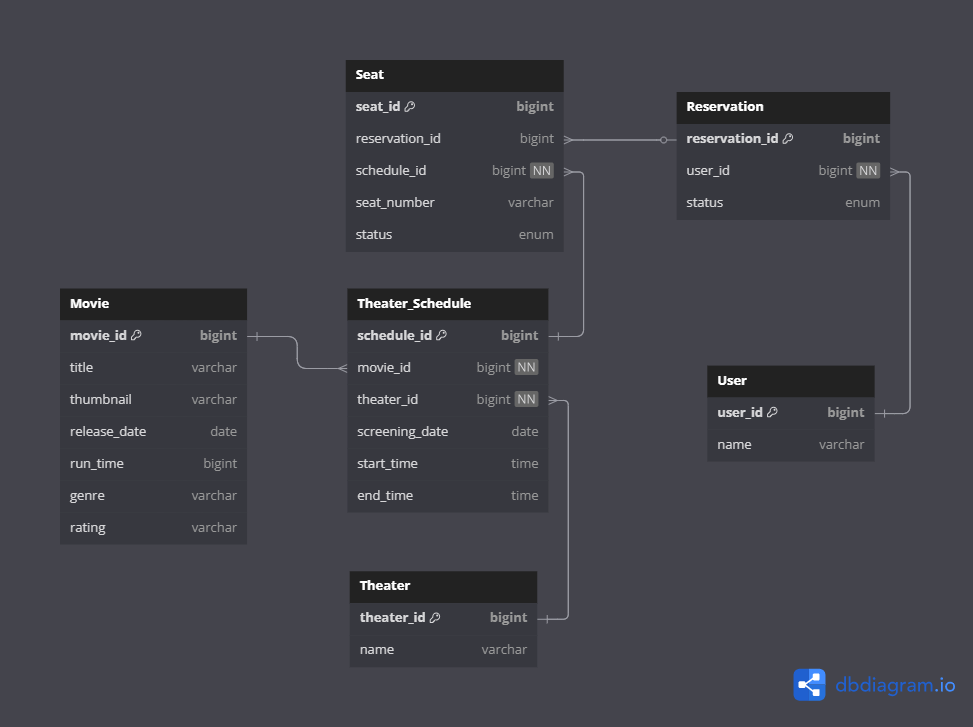 Seat
seat_id bigint
reservation_id bigint
schedule_id bigint NN
seat_number varchar
status enum
Reservation
reservation_id bigint
user_id bigint NN
status enum
Movie
movie_id bigint
title varchar
thumbnail varchar
release_date date
run_time bigint
genre varchar
rating varchar
Theater_Schedule
schedule_id bigint
movie_id bigint NN
theater_id bigint NN
screening_date date
start_time time
end_time time
User
user_id bigint
name varchar
Theater
theater_id bigint
name varchar
dbdiagram.io